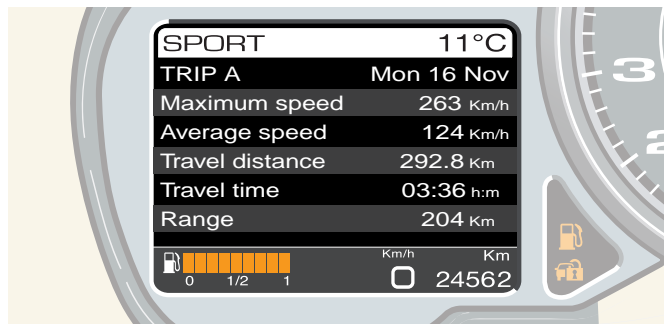 SPORT 11°C
TRIP A Mon 16 Nov
Maximum speed 263 Km/h
Average speed 124 Km/h
Travel distance 292.8 Km
Travel time 03:36 h:m
Range 204 Km
Km/h Km
0 1/2 1 0 24562
3
2